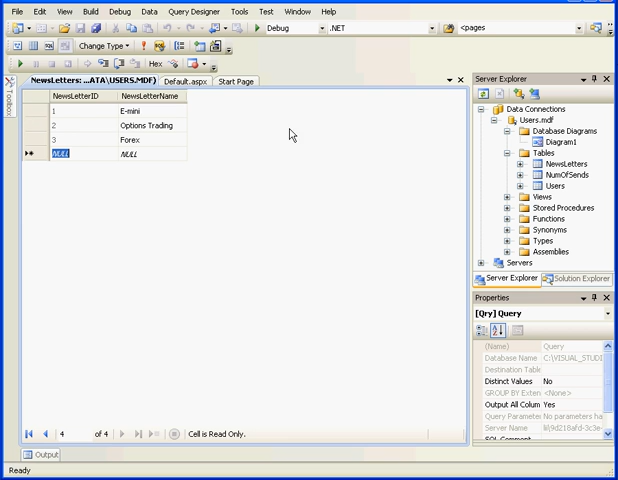 File Edit View Build Debug Data Query Designer Tools Test Window Help
Debug .NET <pages
Change Type
Hex
NewsLetters: ...ATA\USERS.MDF) Default.aspx Start Page
Toolbox
NewsLetterID NewsLetterName
1 E-mini
2 Options Trading
3 Forex
NULL NULL
4 of 4 Cell is Read Only.
Output
Ready
Server Explorer
Data Connections
Users.mdf
Database Diagrams
Diagram1
Tables
NewsLetters
NumOfSends
Users
Views
Stored Procedures
Functions
Synonyms
Types
Assemblies
Servers
Server Explorer Solution Explorer
Properties
[Qry] Query
(Name) Query
Database Name C:\VISUAL_STUDI
Destination Table
Distinct Values No
GROUP BY Exten <None>
Output All Colum Yes
Query Parameter No parameters ha
Server Name lil\9d218afd-3c3e-
SQL Comment